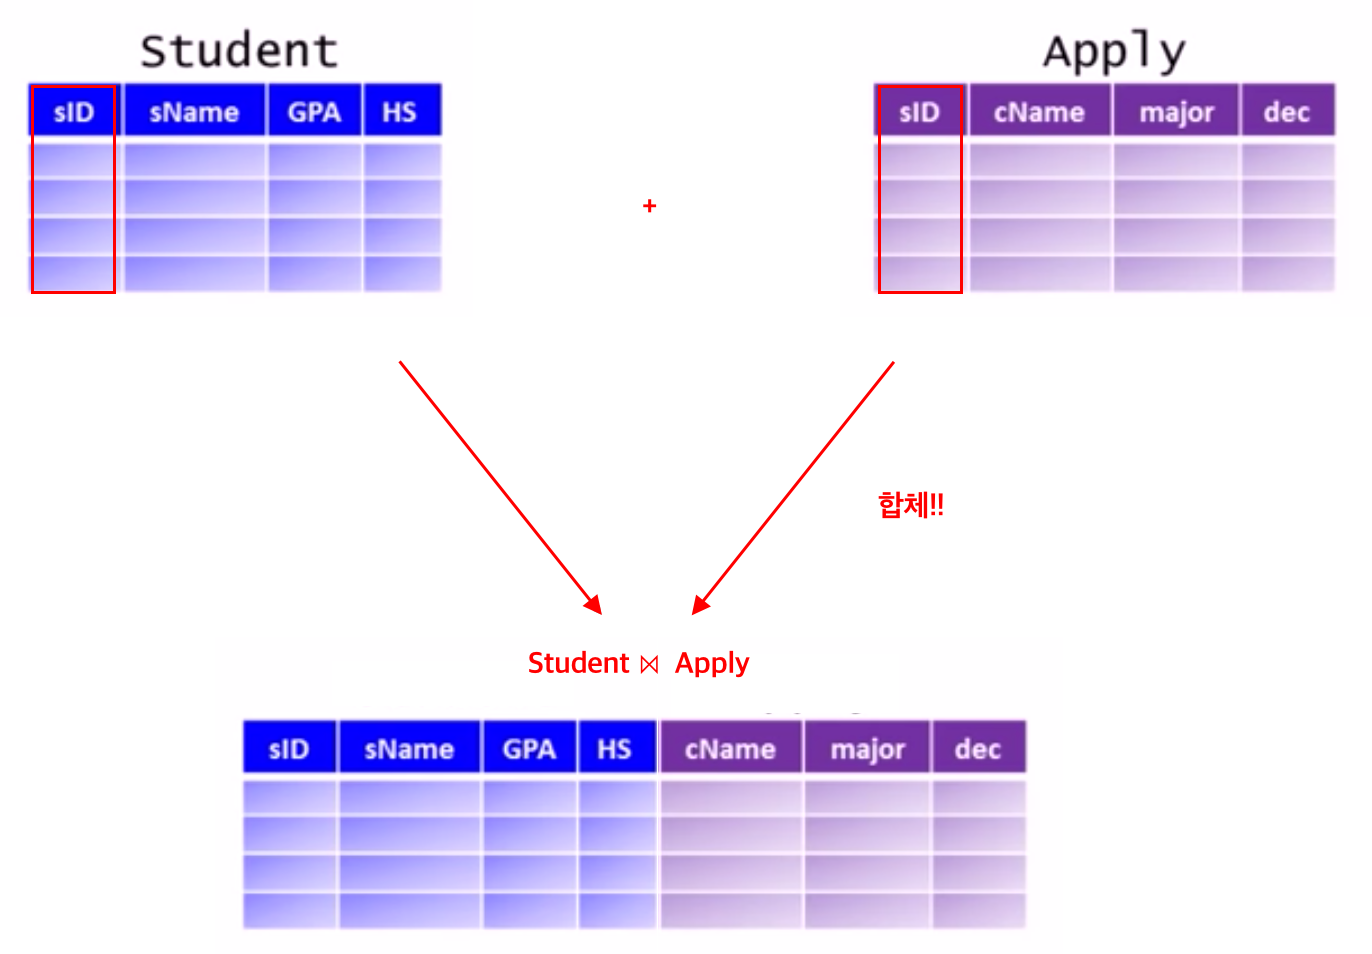 Student
Apply
sID sName GPA HS
sID cName major dec
+
합체!!
Student ⋈ Apply
sID sName GPA HS cName major dec